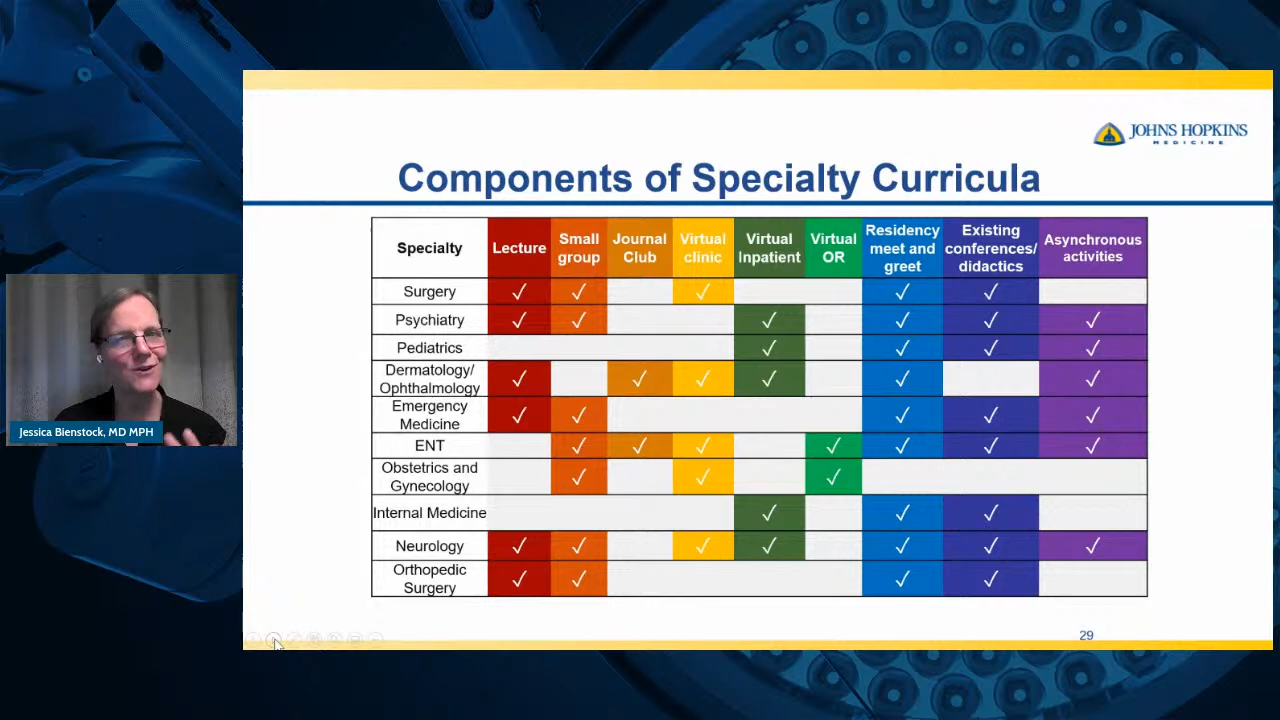 JOHNS HOPKINS
MEDICINE
Components of Specialty Curricula
Specialty
Lecture
Small
group
Journal
Club
Virtual
clinic
Virtual
Inpatient
Virtual
OR
Residency
meet and
greet
Existing
conferences/
didactics
Asynchronous
activities
Surgery ✓ ✓ ✓ ✓ ✓
Psychiatry ✓ ✓ ✓ ✓ ✓ ✓
Pediatrics ✓ ✓ ✓ ✓
Dermatology/
Ophthalmology ✓ ✓ ✓ ✓ ✓ ✓
Emergency
Medicine ✓ ✓ ✓ ✓ ✓
ENT ✓ ✓ ✓ ✓ ✓ ✓ ✓
Obstetrics and
Gynecology ✓ ✓ ✓
Internal Medicine ✓ ✓ ✓
Neurology ✓ ✓ ✓ ✓ ✓ ✓ ✓
Orthopedic
Surgery ✓ ✓ ✓ ✓
Jessica Bienstock, MD MPH
29